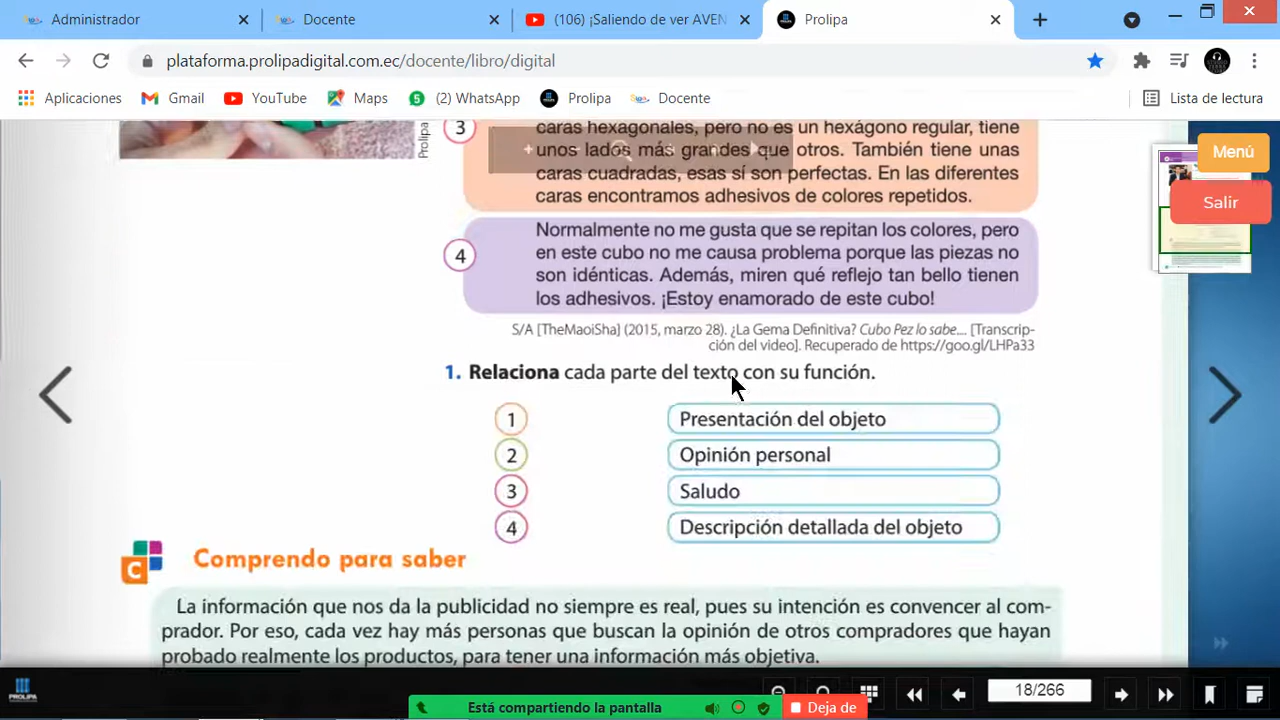 Administrador
Docente
(106) ¡Saliendo de ver AVEN
Prolipa
plataforma.prolipadigital.com.ec/docente/libro/digital
Aplicaciones
Gmail
YouTube
Maps
5
(2) WhatsApp
Prolipa
Docente
Lista de lectura
Prolipa
3
caras hexagonales, pero no es un hexágono regular, tiene
unos lados más grandes que otros. También tiene unas
caras cuadradas, esas sí son perfectas. En las diferentes
caras encontramos adhesivos de colores repetidos.
4
Normalmente no me gusta que se repitan los colores, pero
en este cubo no me causa problema porque las piezas no
son idénticas. Además, miren qué reflejo tan bello tienen
los adhesivos. ¡Estoy enamorado de este cubo!
S/A [TheMaoiSha] (2015, marzo 28). ¿La Gema Definitiva? Cubo Pez lo sabe... [Transcrip-
ción del video]. Recuperado de https://goo.gl/LHPa33
1. Relaciona cada parte del texto con su función.
1 Presentación del objeto
2 Opinión personal
3 Saludo
4 Descripción detallada del objeto
C
Comprendo para saber
La información que nos da la publicidad no siempre es real, pues su intención es convencer al com-
prador. Por eso, cada vez hay más personas que buscan la opinión de otros compradores que hayan
probado realmente los productos, para tener una información más objetiva.
Menú
Salir
PROLIPA
18/266
Está compartiendo la pantalla
Deja de